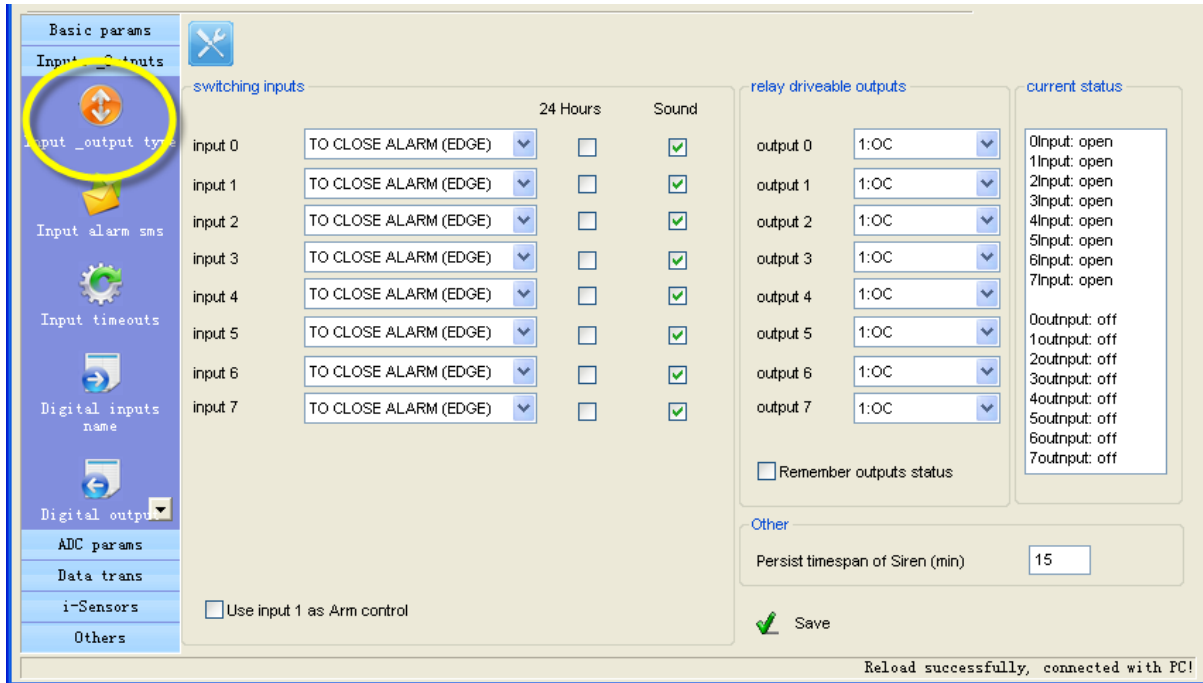 Basic params
Input _Outputs
Input _output type
Input alarm sms
Input timeouts
Digital inputs
name
Digital
ADC params
Data trans
i-Sensors
Others
switching inputs
24 Hours Sound
input 0 TO CLOSE ALARM (EDGE)
input 1 TO CLOSE ALARM (EDGE)
input 2 TO CLOSE ALARM (EDGE)
input 3 TO CLOSE ALARM (EDGE)
input 4 TO CLOSE ALARM (EDGE)
input 5 TO CLOSE ALARM (EDGE)
input 6 TO CLOSE ALARM (EDGE)
input 7 TO CLOSE ALARM (EDGE)
Use input 1 as Arm control
relay driveable outputs
output 0 1:OC
output 1 1:OC
output 2 1:OC
output 3 1:OC
output 4 1:OC
output 5 1:OC
output 6 1:OC
output 7 1:OC
Remember outputs status
current status
0Input: open
1Input: open
2Input: open
3Input: open
4Input: open
5Input: open
6Input: open
7Input: open
0outnput: off
1outnput: off
2outnput: off
3outnput: off
4outnput: off
5outnput: off
6outnput: off
7outnput: off
Other
Persist timespan of Siren (min) 15
Save
Reload successfully, connected with PC!